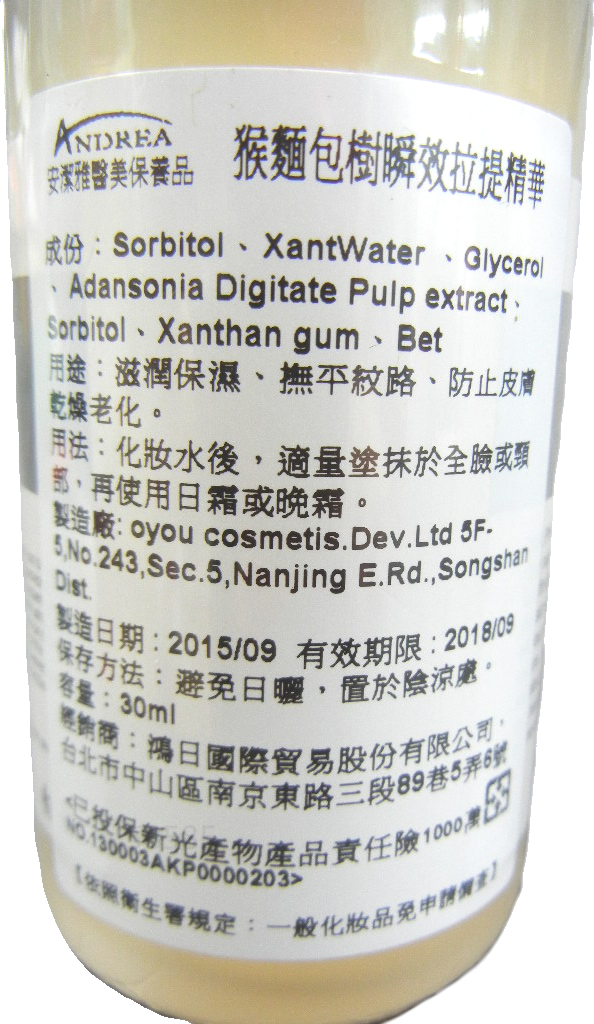 ANDREA
安潔雅醫美保養品
猴麵包樹瞬效拉提精華
成份：Sorbitol、XantWater、Glycerol
、Adansonia Digitate Pulp extract、
Sorbitol、Xanthan gum、Bet
用途：滋潤保濕、撫平紋路、防止皮膚
乾燥老化。
用法：化妝水後，適量塗抹於全臉或頸
部，再使用日霜或晚霜。
製造廠：oyou cosmetis.Dev.Ltd 5F-
5,No.243,Sec.5,Nanjing E.Rd.,Songshan
Dist.
製造日期：2015/09 有效期限：2018/09
保存方法：避免日曬，置於陰涼處。
容量：30ml
經銷商：鴻日國際貿易股份有限公司.
台北市中山區南京東路三段89巷5弄6號
<已投保新光產物產品責任險1000萬
NO.130003AKP0000203>
【依照衛生署規定：一般化妝品免申請備查】